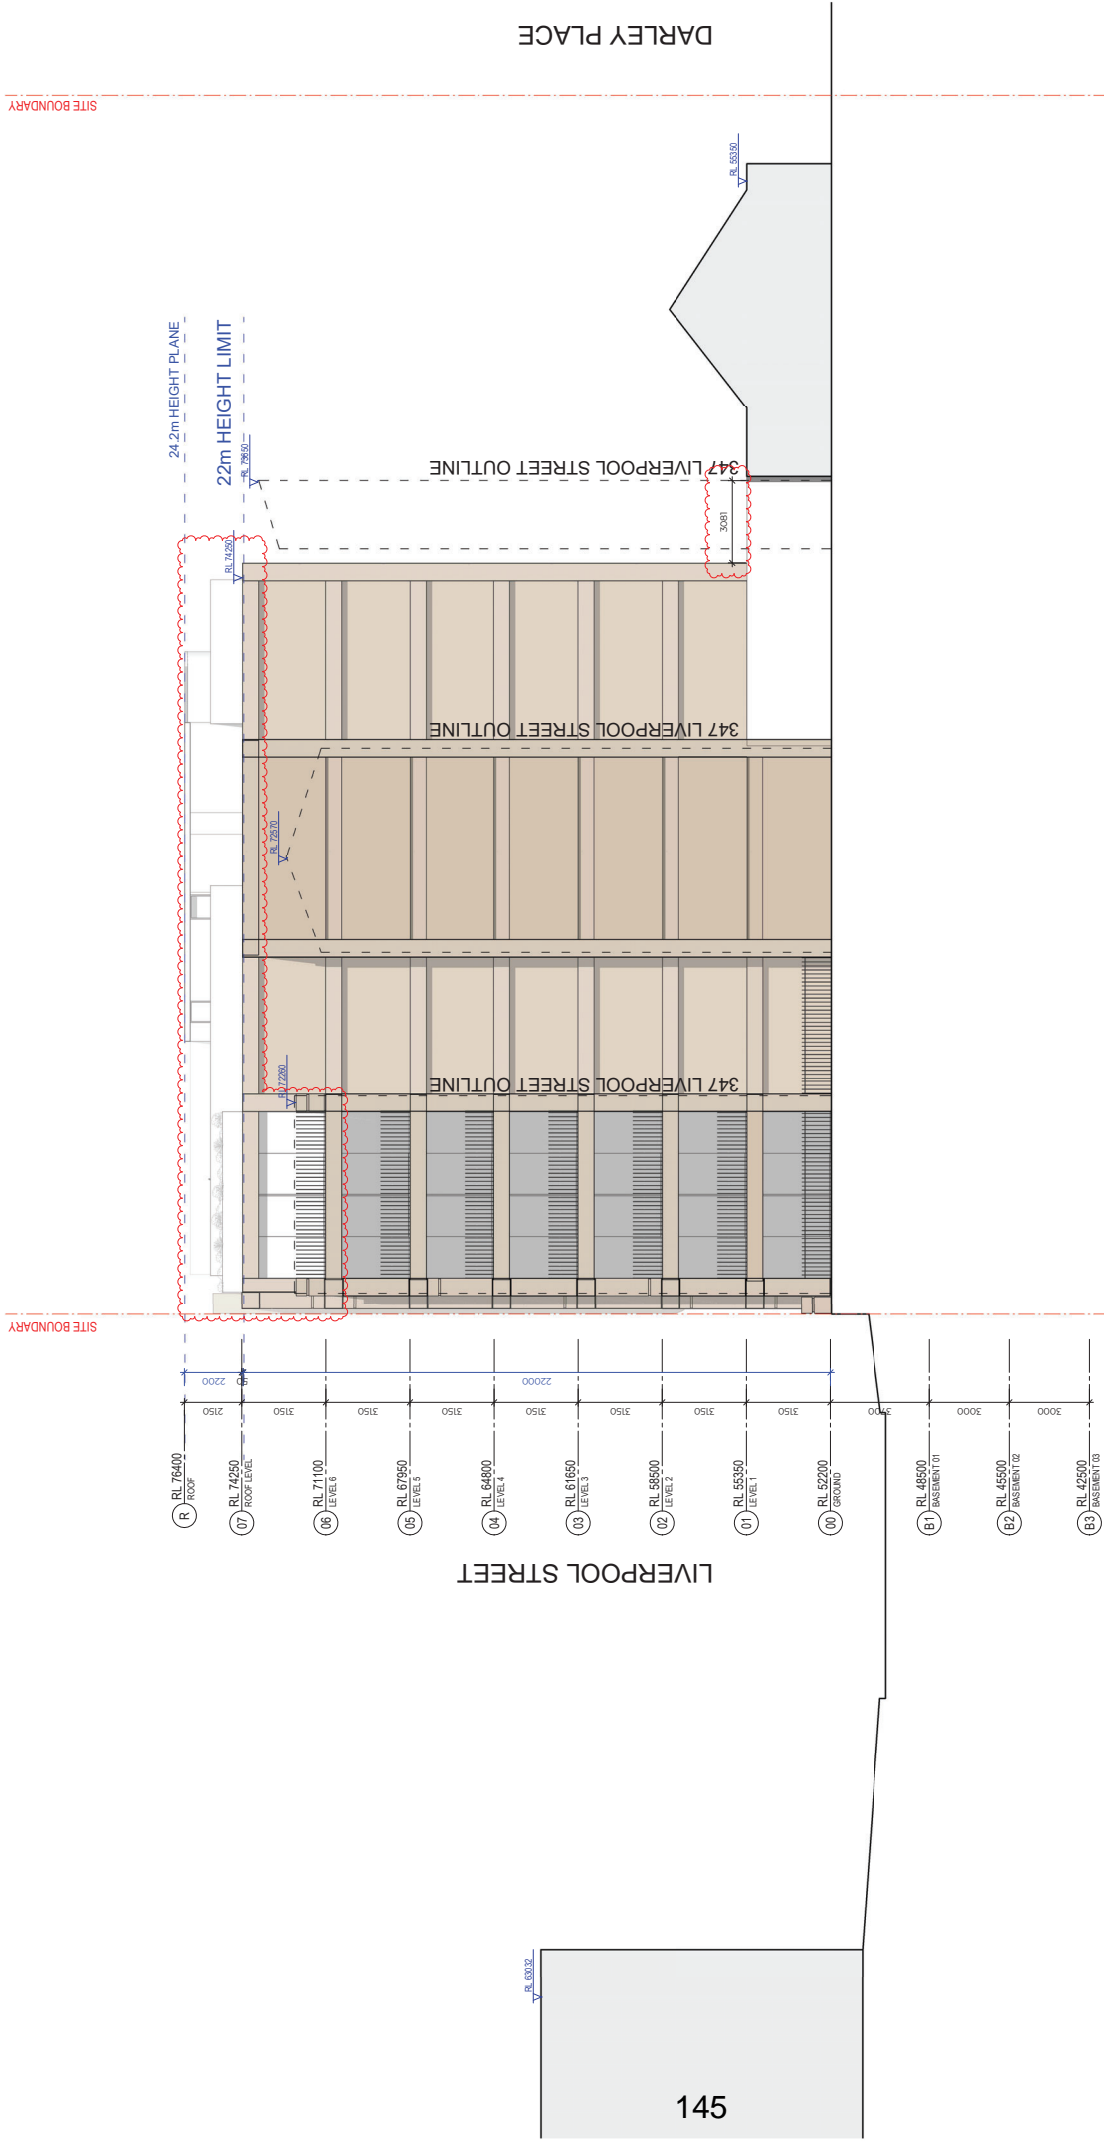 DARLEY PLACE
SITE BOUNDARY
RL 55350
24.2m HEIGHT PLANE
22m HEIGHT LIMIT
347 LIVERPOOL STREET OUTLINE
3081
RL 74250
347 LIVERPOOL STREET OUTLINE
RL 72570
347 LIVERPOOL STREET OUTLINE
RL 72260
SITE BOUNDARY
2200
50
22000
2150
3150
3150
3150
3150
3150
3150
3150
3700
3000
3000
R RL 76400
ROOF
07 RL 74250
ROOF LEVEL
06 RL 71100
LEVEL 6
05 RL 67950
LEVEL 5
04 RL 64800
LEVEL 4
03 RL 61650
LEVEL 3
02 RL 58500
LEVEL 2
01 RL 55350
LEVEL 1
00 RL 52200
GROUND
B1 RL 48500
BASEMENT 01
B2 RL 45500
BASEMENT 02
B3 RL 42500
BASEMENT 03
LIVERPOOL STREET
RL 63032
145